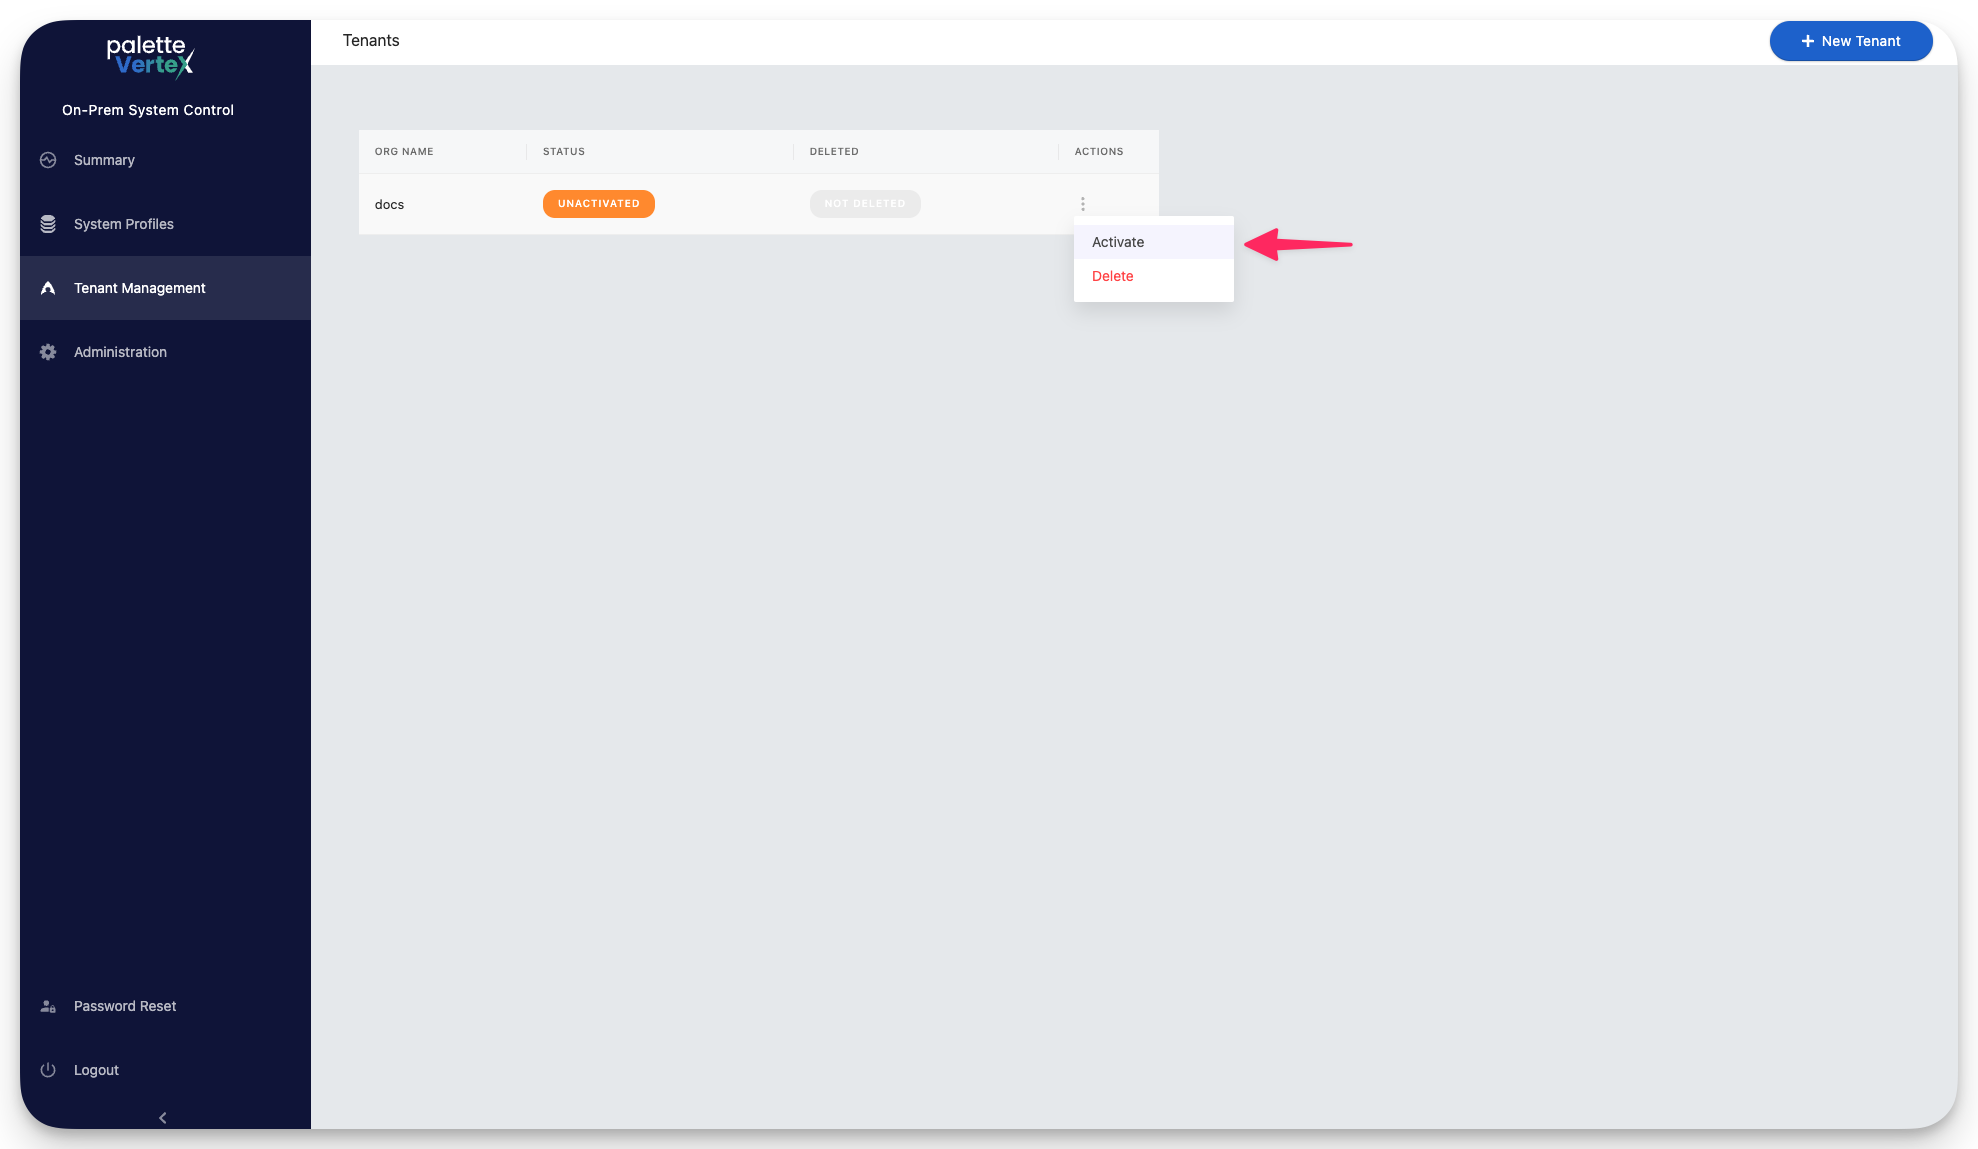 palette
VerteX
On-Prem System Control
Summary
System Profiles
Tenant Management
Administration
Password Reset
Logout
Tenants
New Tenant
ORG NAME STATUS DELETED ACTIONS
docs UNACTIVATED NOT DELETED
Activate
Delete